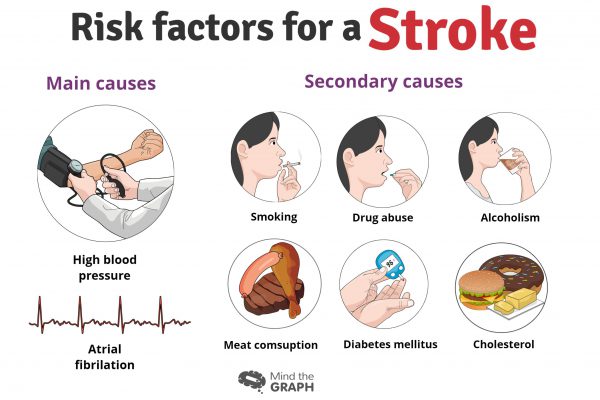 Risk factors for a Stroke
Main causes
Secondary causes
High blood
pressure
Atrial
fibrilation
Smoking
Drug abuse
Alcoholism
Meat comsuption
Diabetes mellitus
Cholesterol
Mind the
GRAPH